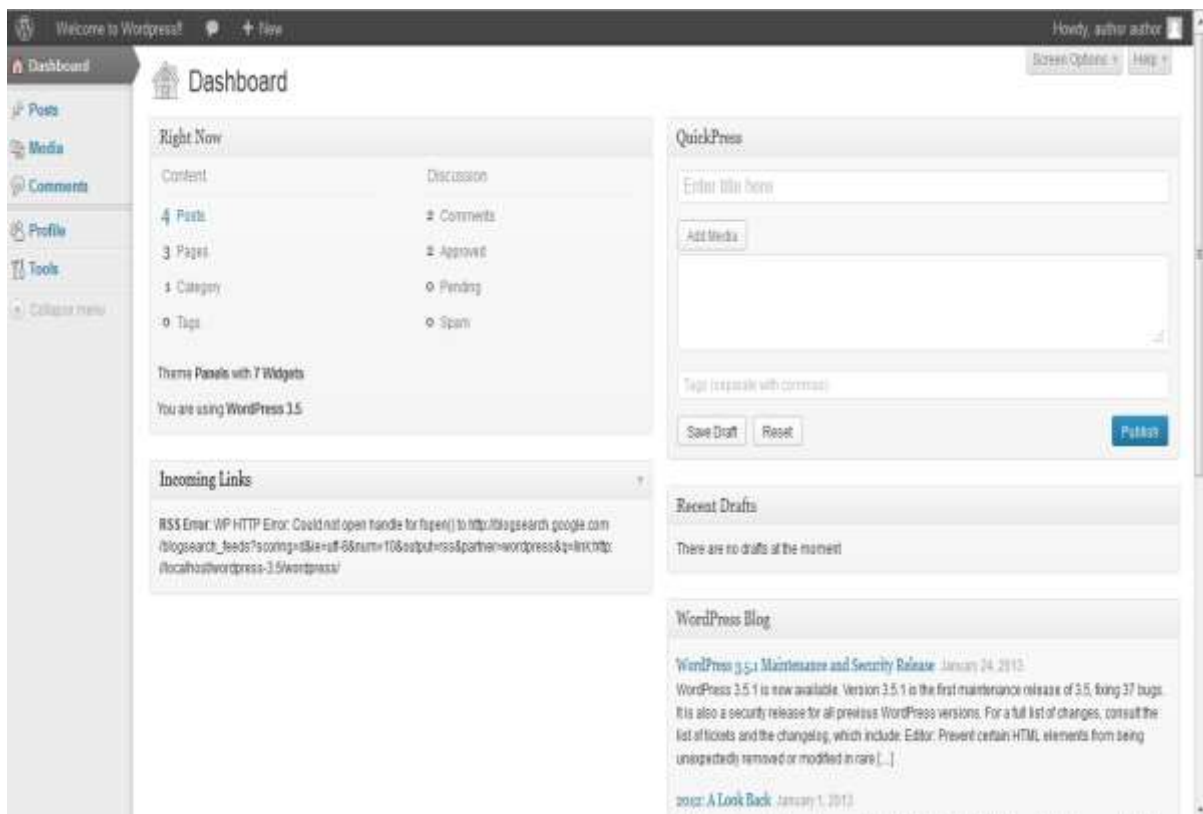 Welcome to Wordpress!! + New
Howdy, author author
Screen Options Help
Dashboard
Posts
Media
Comments
Profile
Tools
Collapse menu
Dashboard
Right Now
Content
4 Posts
3 Pages
1 Category
0 Tags
Discussion
2 Comments
2 Approved
0 Pending
0 Spam
Theme Panels with 7 Widgets
You are using WordPress 3.5
Incoming Links
RSS Error: WP HTTP Error: Could not open handle for fopen() to http://blogsearch.google.com
/blogsearch_feeds?scoring=d&ie=utf-8&num=10&output=rss&partner=wordpress&q=link:http:
//localhost/wordpress-3.5/wordpress/
QuickPress
Enter title here
Add Media
Tags (separate with commas)
Save Draft Reset Publish
Recent Drafts
There are no drafts at the moment
WordPress Blog
WordPress 3.5.1 Maintenance and Security Release January 24, 2013
WordPress 3.5.1 is now available. Version 3.5.1 is the first maintenance release of 3.5, fixing 37 bugs.
It is also a security release for all previous WordPress versions. For a full list of changes, consult the
list of tickets and the changelog, which include: Editor: Prevent certain HTML elements from being
unexpectedly removed or modified in rare [...]
2012: A Look Back January 1, 2013